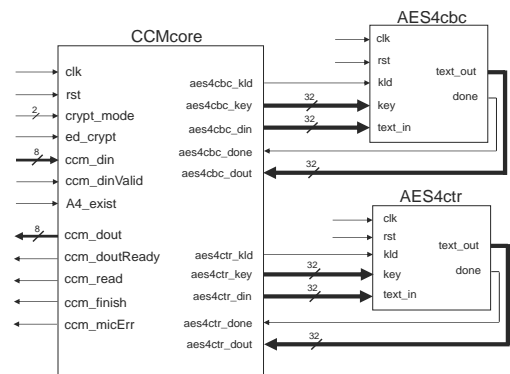 CCMcore
clk
rst
2
crypt_mode
ed_crypt
8
ccm_din
ccm_dinValid
A4_exist
8
ccm_dout
ccm_doutReady
ccm_read
ccm_finish
ccm_micErr
aes4cbc_kld
aes4cbc_key
32
aes4cbc_din
32
aes4cbc_done
aes4cbc_dout
32
aes4ctr_kld
aes4ctr_key
32
aes4ctr_din
32
aes4ctr_done
aes4ctr_dout
32
AES4cbc
clk
rst
kld
key
text_in
text_out
done
AES4ctr
clk
rst
kld
key
text_in
text_out
done